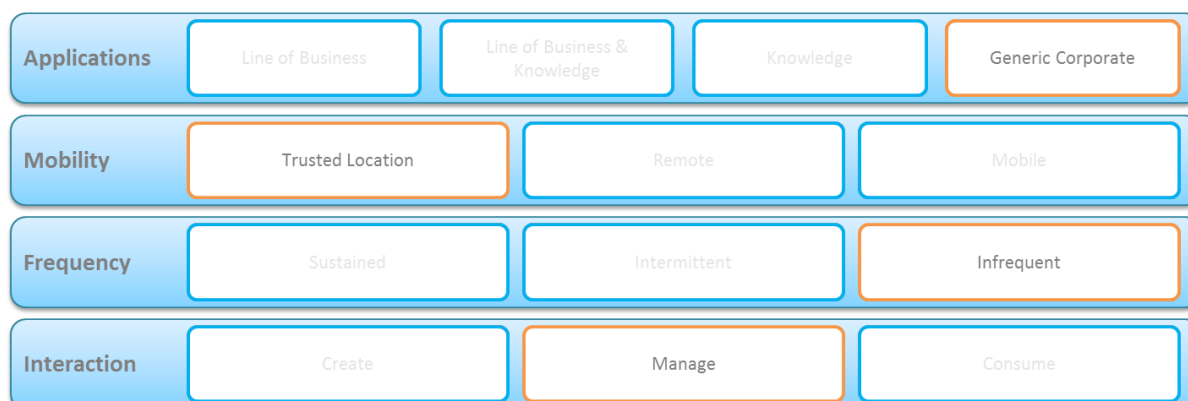 Applications
Line of Business
Line of Business &
Knowledge
Knowledge
Generic Corporate
Mobility
Trusted Location
Remote
Mobile
Frequency
Sustained
Intermittent
Infrequent
Interaction
Create
Manage
Consume